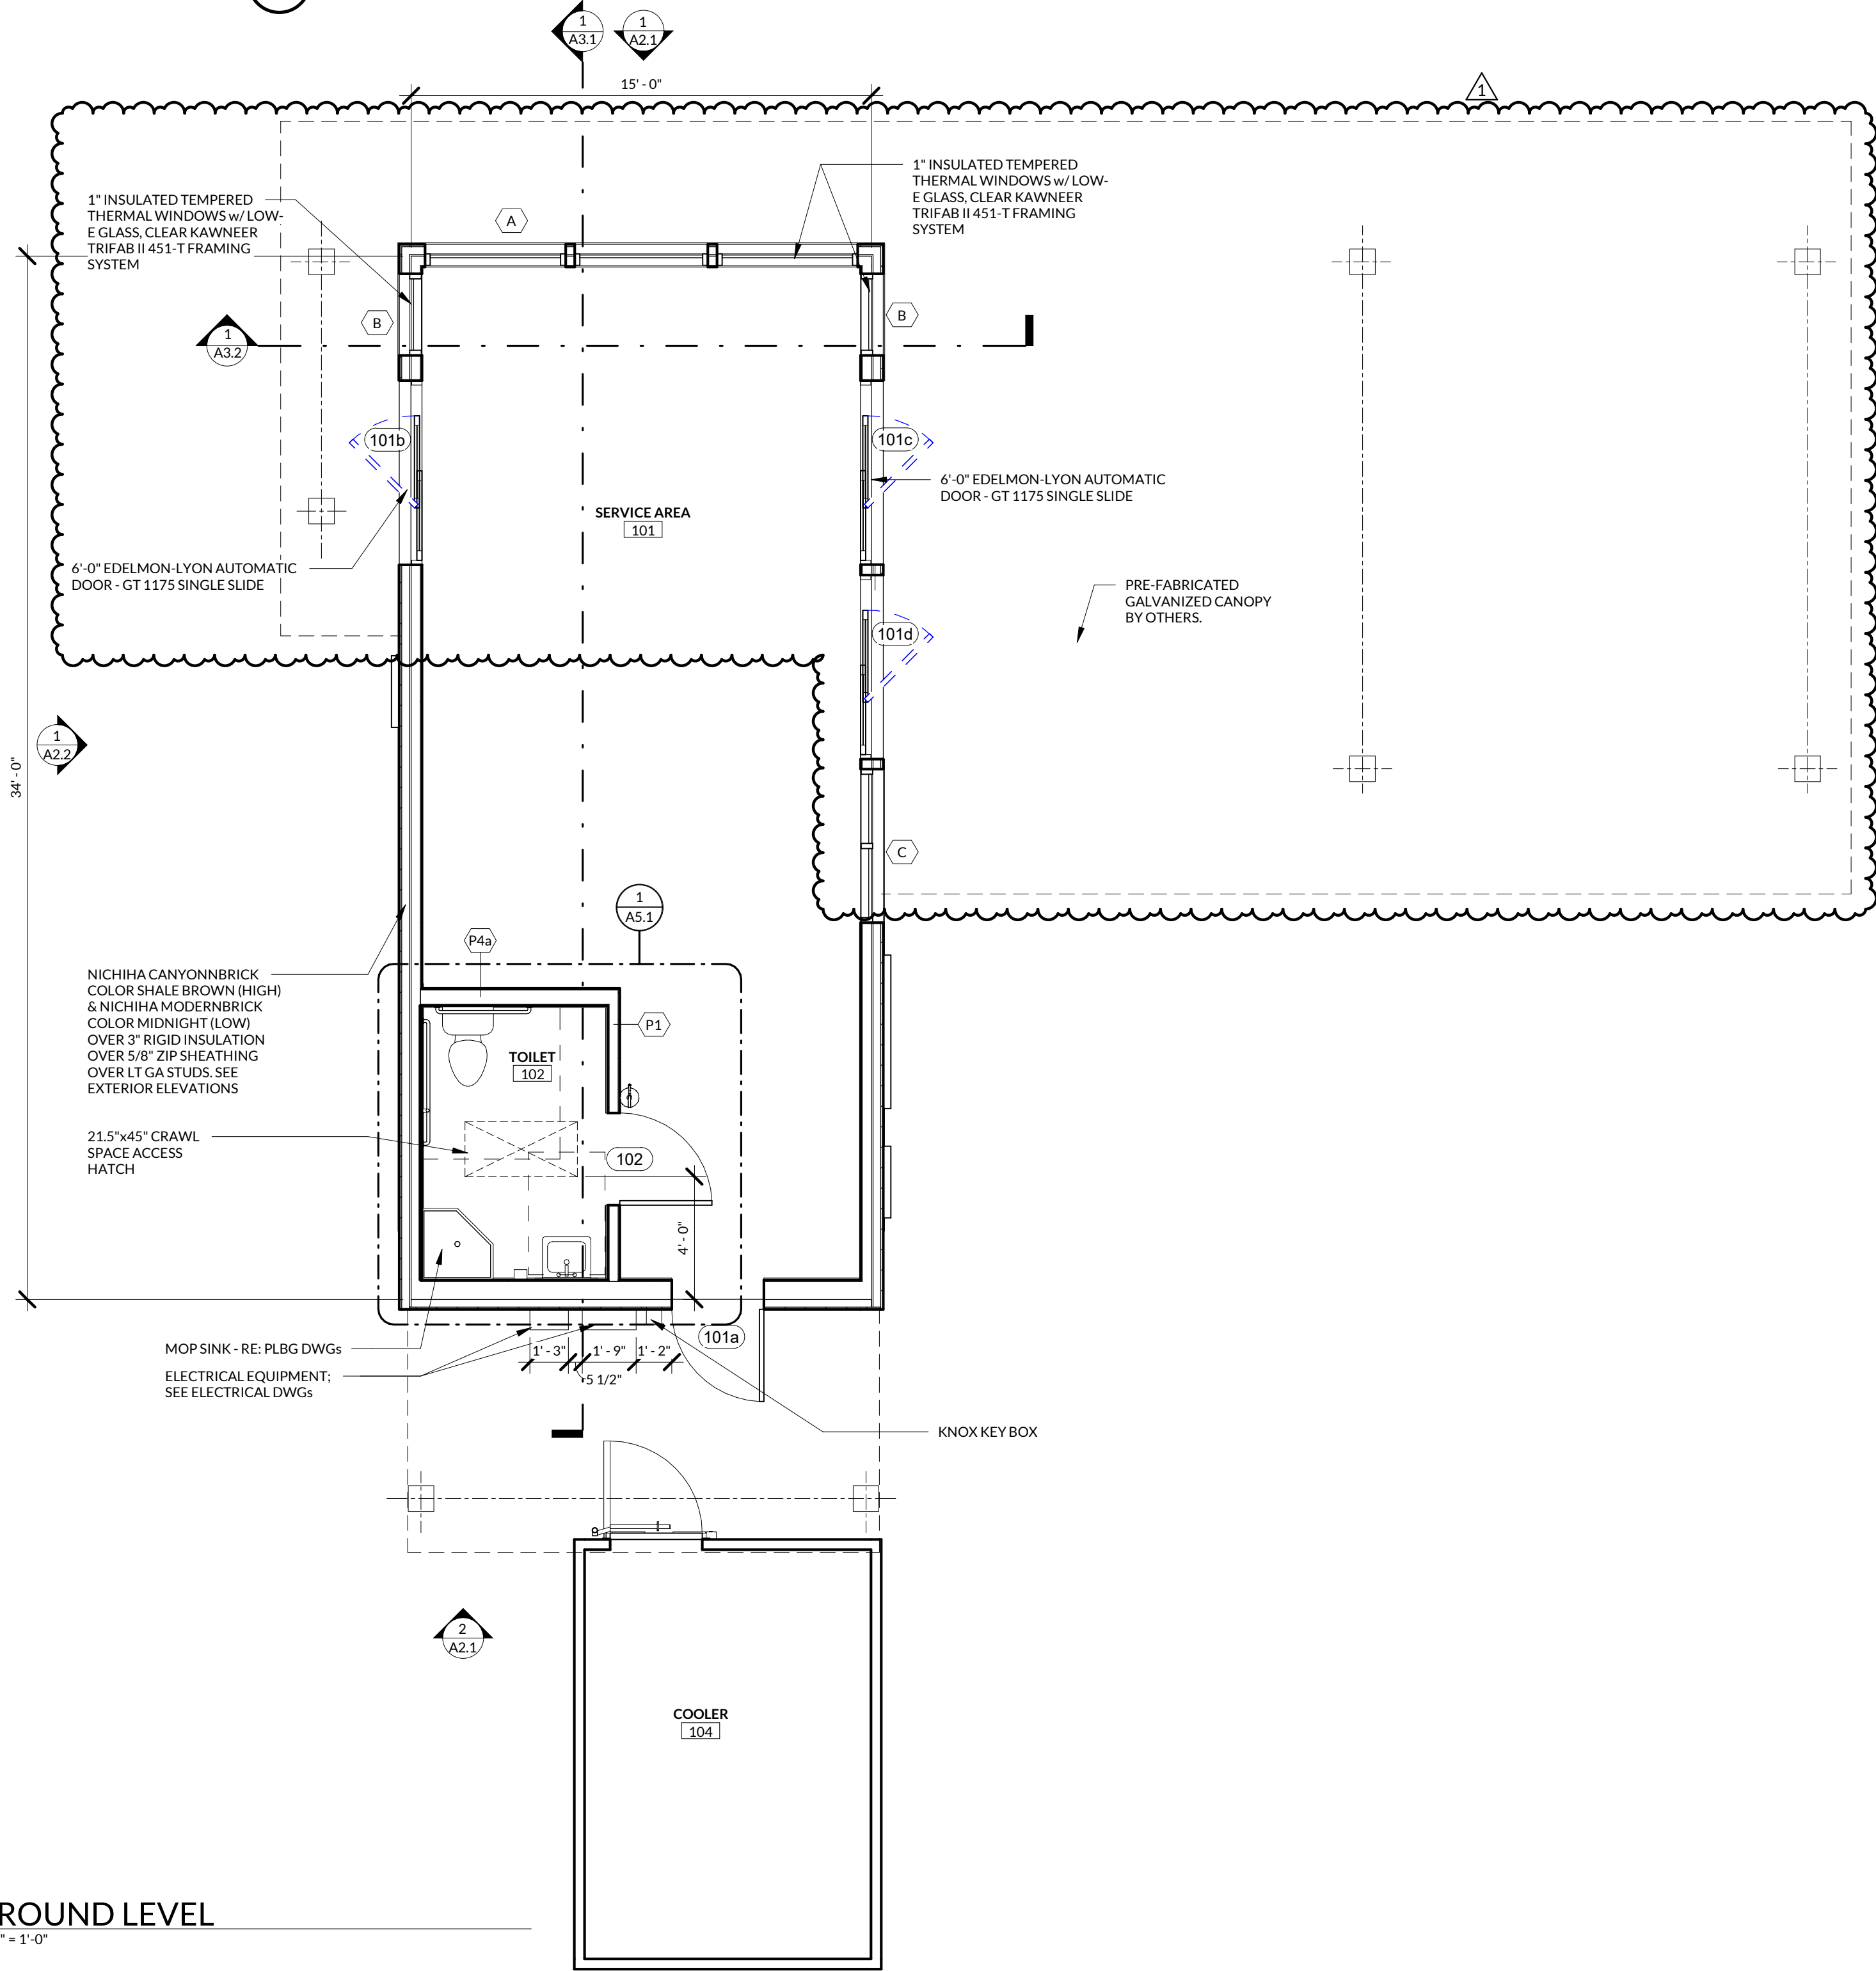 1
A3.1
1
A2.1
15' - 0"
1
1" INSULATED TEMPERED
THERMAL WINDOWS w/ LOW-
E GLASS, CLEAR KAWNEER
TRIFAB II 451-T FRAMING
SYSTEM
1" INSULATED TEMPERED
THERMAL WINDOWS w/ LOW-
E GLASS, CLEAR KAWNEER
TRIFAB II 451-T FRAMING
SYSTEM
A
B
B
1
A3.2
101b
101c
6'-0" EDELMON-LYON AUTOMATIC
DOOR - GT 1175 SINGLE SLIDE
SERVICE AREA
101
6'-0" EDELMON-LYON AUTOMATIC
DOOR - GT 1175 SINGLE SLIDE
PRE-FABRICATED
GALVANIZED CANOPY
BY OTHERS.
101d
1
A2.2
34' - 0"
C
1
A5.1
P4a
NICHIHA CANYONNBRICK
COLOR SHALE BROWN (HIGH)
& NICHIHA MODERNBRICK
COLOR MIDNIGHT (LOW)
OVER 3" RIGID INSULATION
OVER 5/8" ZIP SHEATHING
OVER LT GA STUDS. SEE
EXTERIOR ELEVATIONS
P1
TOILET
102
21.5"x45" CRAWL
SPACE ACCESS
HATCH
102
4' - 0"
101a
MOP SINK - RE: PLBG DWGs
1' - 3"
1' - 9"
1' - 2"
5 1/2"
ELECTRICAL EQUIPMENT;
SEE ELECTRICAL DWGs
KNOX KEY BOX
2
A2.1
COOLER
104
ROUND LEVEL
" = 1'-0"